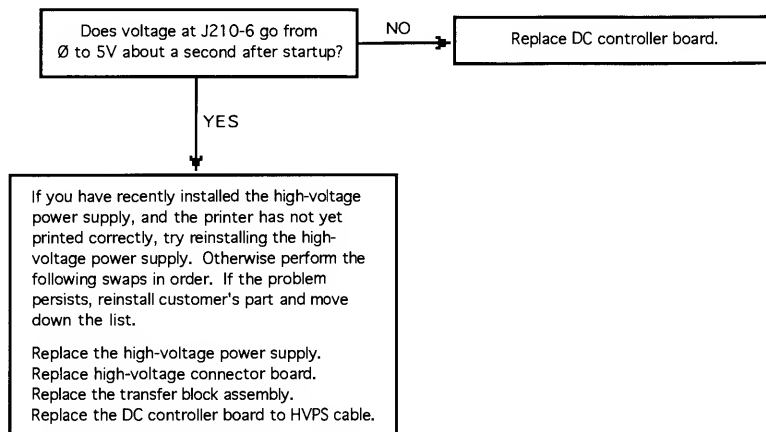 Does voltage at J210-6 go from
Ø to 5V about a second after startup?
NO
Replace DC controller board.
YES
If you have recently installed the high-voltage
power supply, and the printer has not yet
printed correctly, try reinstalling the high-
voltage power supply.  Otherwise perform the
following swaps in order.  If the problem
persists, reinstall customer's part and move
down the list.
Replace the high-voltage power supply.
Replace high-voltage connector board.
Replace the transfer block assembly.
Replace the DC controller board to HVPS cable.